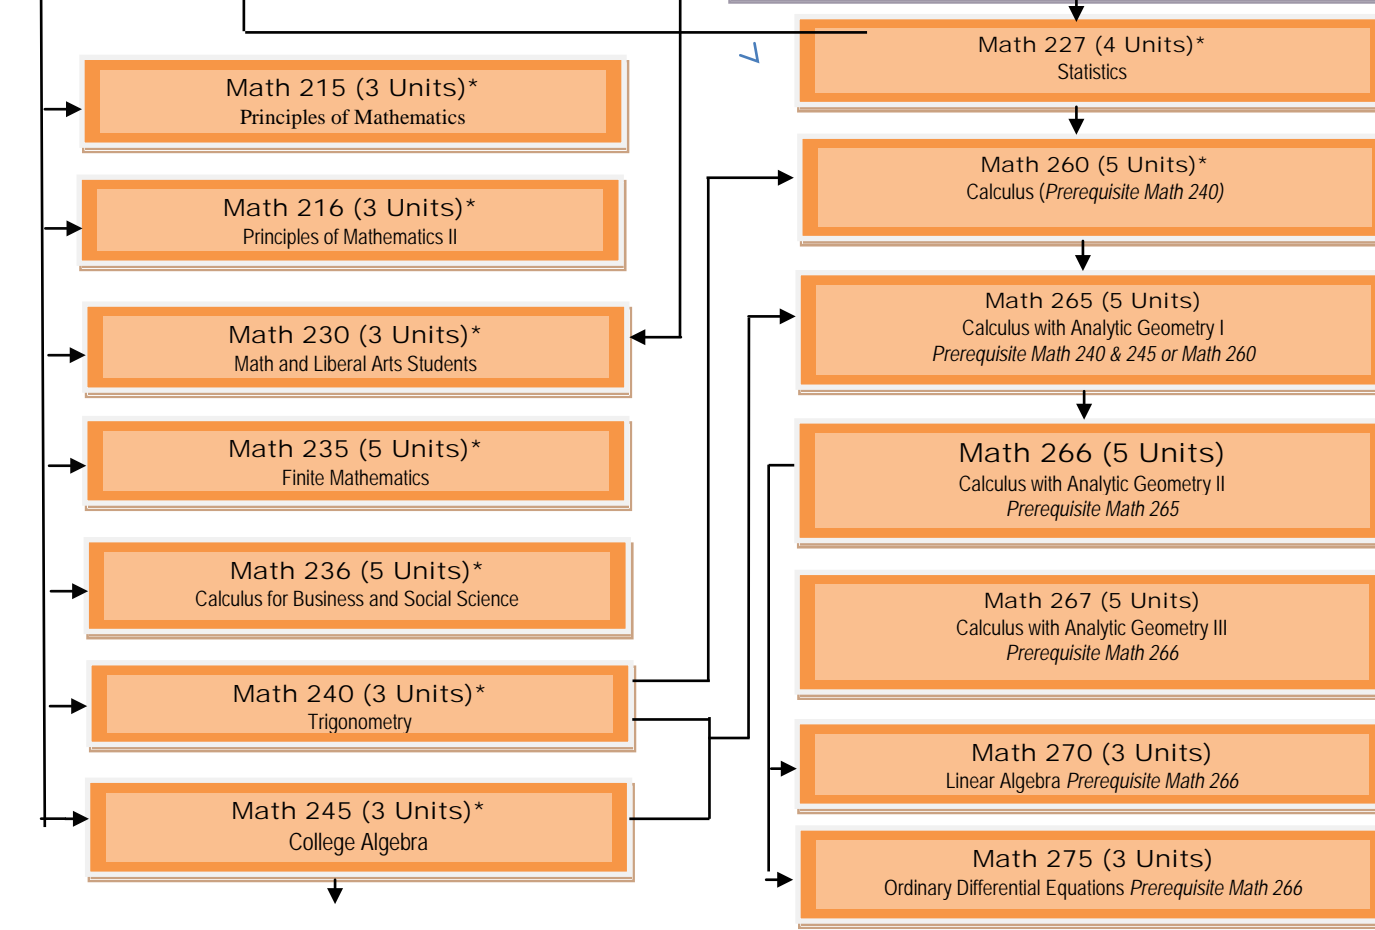 Math 215 (3 Units)*
Principles of Mathematics
Math 216 (3 Units)*
Principles of Mathematics II
Math 230 (3 Units)*
Math and Liberal Arts Students
Math 235 (5 Units)*
Finite Mathematics
Math 236 (5 Units)*
Calculus for Business and Social Science
Math 240 (3 Units)*
Trigonometry
Math 245 (3 Units)*
College Algebra
Math 227 (4 Units)*
Statistics
Math 260 (5 Units)*
Calculus (Prerequisite Math 240)
Math 265 (5 Units)
Calculus with Analytic Geometry I
Prerequisite Math 240 & 245 or Math 260
Math 266 (5 Units)
Calculus with Analytic Geometry II
Prerequisite Math 265
Math 267 (5 Units)
Calculus with Analytic Geometry III
Prerequisite Math 266
Math 270 (3 Units)
Linear Algebra Prerequisite Math 266
Math 275 (3 Units)
Ordinary Differential Equations Prerequisite Math 266